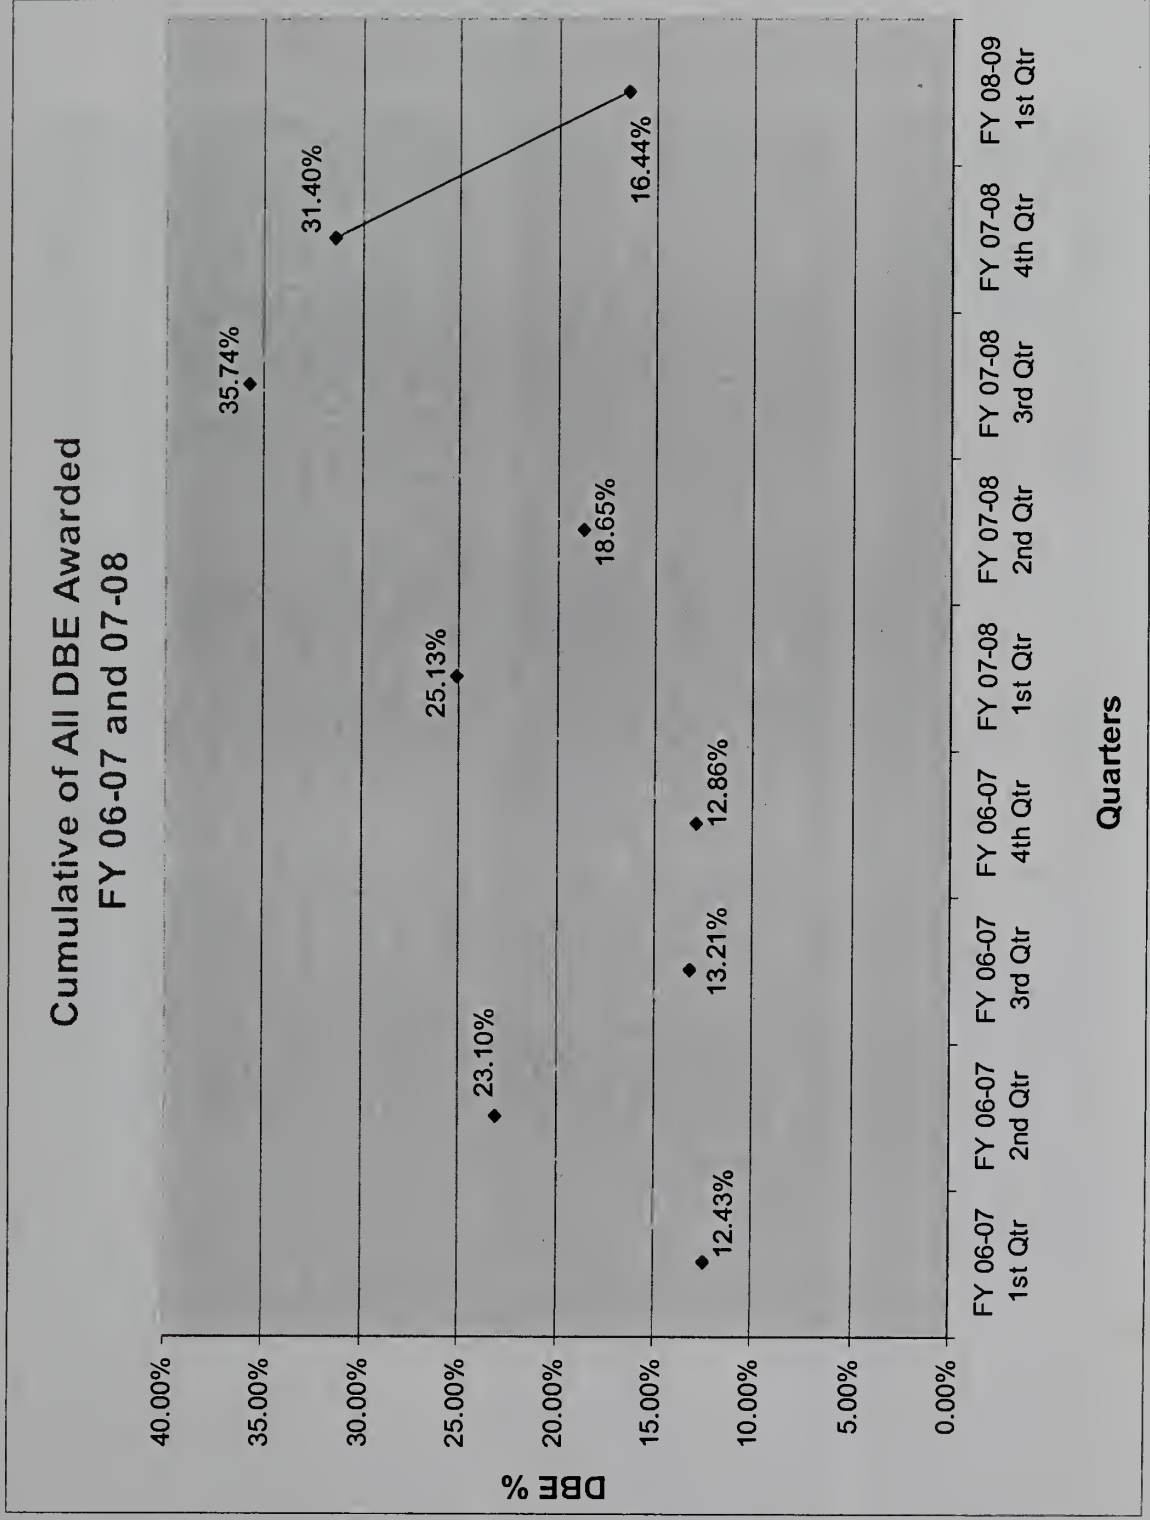 Cumulative of All DBE Awarded
FY 06-07 and 07-08
DBE %
40.00%
35.00%
30.00%
25.00%
20.00%
15.00%
10.00%
5.00%
0.00%
12.43%
23.10%
13.21%
12.86%
25.13%
18.65%
35.74%
31.40%
16.44%
FY 06-07
1st Qtr
FY 06-07
2nd Qtr
FY 06-07
3rd Qtr
FY 06-07
4th Qtr
FY 07-08
1st Qtr
FY 07-08
2nd Qtr
FY 07-08
3rd Qtr
FY 07-08
4th Qtr
FY 08-09
1st Qtr
Quarters